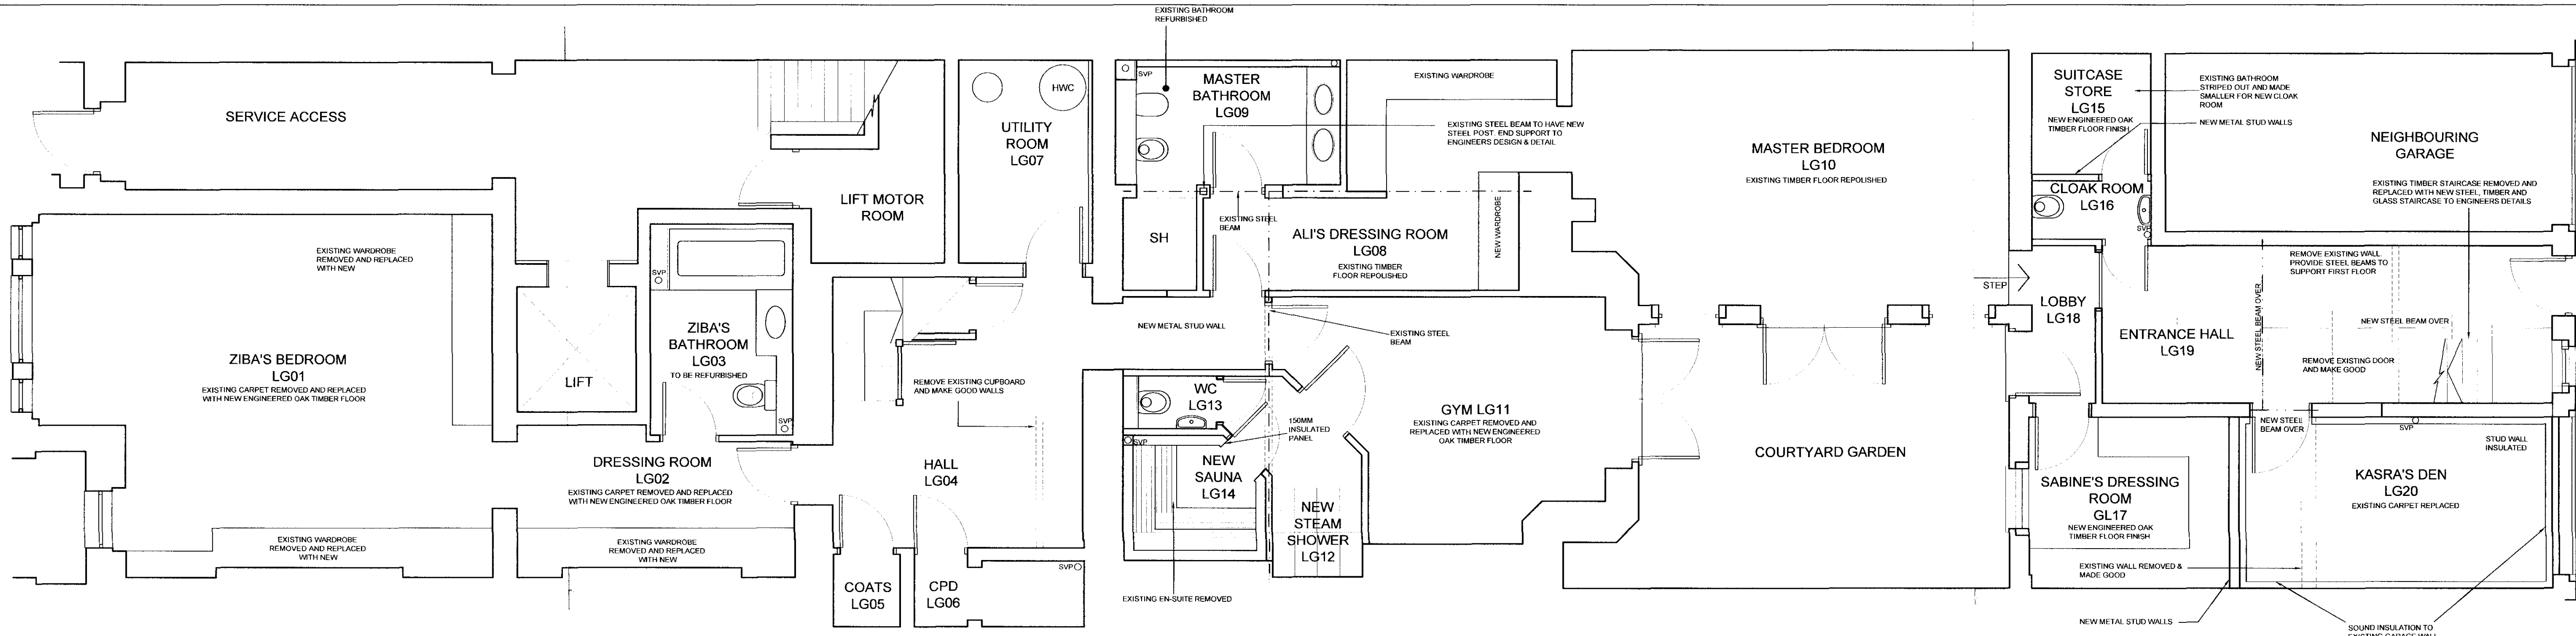 EXISTING BATHROOM
REFURBISHED
SERVICE ACCESS
LIFT MOTOR
ROOM
HWC
UTILITY
ROOM
LG07
SVP
MASTER
BATHROOM
LG09
EXISTING WARDROBE
EXISTING STEEL BEAM TO HAVE NEW
STEEL POST. END SUPPORT TO
ENGINEERS DESIGN & DETAIL
MASTER BEDROOM
LG10
EXISTING TIMBER FLOOR REPOLISHED
SUITCASE
STORE
LG15
NEW ENGINEERED OAK
TIMBER FLOOR FINISH
EXISTING BATHROOM
STRIPED OUT AND MADE
SMALLER FOR NEW CLOAK
ROOM
NEW METAL STUD WALLS
NEIGHBOURING
GARAGE
CLOAK ROOM
LG16
SVP
EXISTING TIMBER STAIRCASE REMOVED AND
REPLACED WITH NEW STEEL, TIMBER AND
GLASS STAIRCASE TO ENGINEERS DETAILS
EXISTING WARDROBE
REMOVED AND REPLACED
WITH NEW
SVP
EXISTING STEEL
BEAM
SH
ALI'S DRESSING ROOM
LG08
EXISTING TIMBER
FLOOR REPOLISHED
NEW WARDROBE
STEP
LOBBY
LG18
REMOVE EXISTING WALL
PROVIDE STEEL BEAMS TO
SUPPORT FIRST FLOOR
NEW STEEL BEAM OVER
NEW STEEL BEAM OVER
ENTRANCE HALL
LG19
REMOVE EXISTING DOOR
AND MAKE GOOD
ZIBA'S BEDROOM
LG01
EXISTING CARPET REMOVED AND REPLACED
WITH NEW ENGINEERED OAK TIMBER FLOOR
LIFT
ZIBA'S
BATHROOM
LG03
TO BE REFURBISHED
SVP
NEW METAL STUD WALL
EXISTING STEEL
BEAM
REMOVE EXISTING CUPBOARD
AND MAKE GOOD WALLS
WC
LG13
SVP
150MM
INSULATED
PANEL
GYM LG11
EXISTING CARPET REMOVED AND
REPLACED WITH NEW ENGINEERED
OAK TIMBER FLOOR
COURTYARD GARDEN
NEW STEEL
BEAM OVER
SVP
STUD WALL
INSULATED
DRESSING ROOM
LG02
EXISTING CARPET REMOVED AND REPLACED
WITH NEW ENGINEERED OAK TIMBER FLOOR
HALL
LG04
NEW
SAUNA
LG14
NEW
STEAM
SHOWER
LG12
SABINE'S DRESSING
ROOM
GL17
NEW ENGINEERED OAK
TIMBER FLOOR FINISH
KASRA'S DEN
LG20
EXISTING CARPET REPLACED
EXISTING WARDROBE
REMOVED AND REPLACED
WITH NEW
EXISTING WARDROBE
REMOVED AND REPLACED
WITH NEW
COATS
LG05
CPD
LG06
SVP
EXISTING EN-SUITE REMOVED
EXISTING WALL REMOVED &
MADE GOOD
NEW METAL STUD WALLS
SOUND INSULATION TO
EXISTING GARAGE WALL